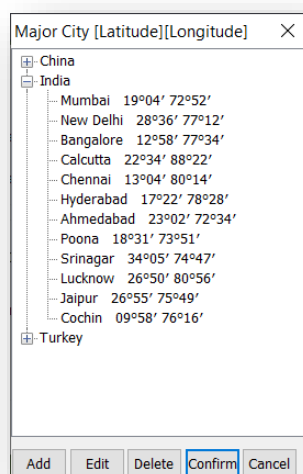 Major City [Latitude][Longitude]
China
India
Mumbai 19°04′ 72°52′
New Delhi 28°36′ 77°12′
Bangalore 12°58′ 77°34′
Calcutta 22°34′ 88°22′
Chennai 13°04′ 80°14′
Hyderabad 17°22′ 78°28′
Ahmedabad 23°02′ 72°34′
Poona 18°31′ 73°51′
Srinagar 34°05′ 74°47′
Lucknow 26°50′ 80°56′
Jaipur 26°55′ 75°49′
Cochin 09°58′ 76°16′
Turkey
Add Edit Delete Confirm Cancel